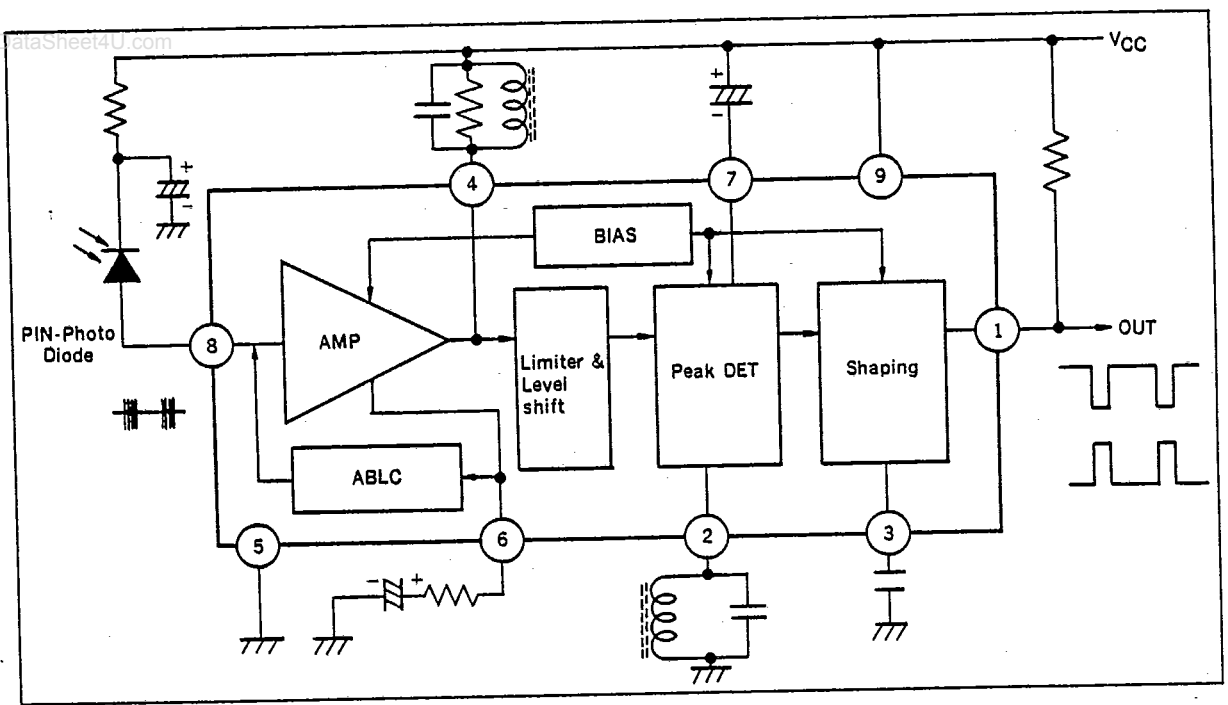 DataSheet4U.com
VCC
+
-
+
-
4
7
9
BIAS
PIN-Photo
Diode
8
AMP
Limiter &
Level
shift
Peak DET
Shaping
1
OUT
ABLC
5
6
2
3
- +